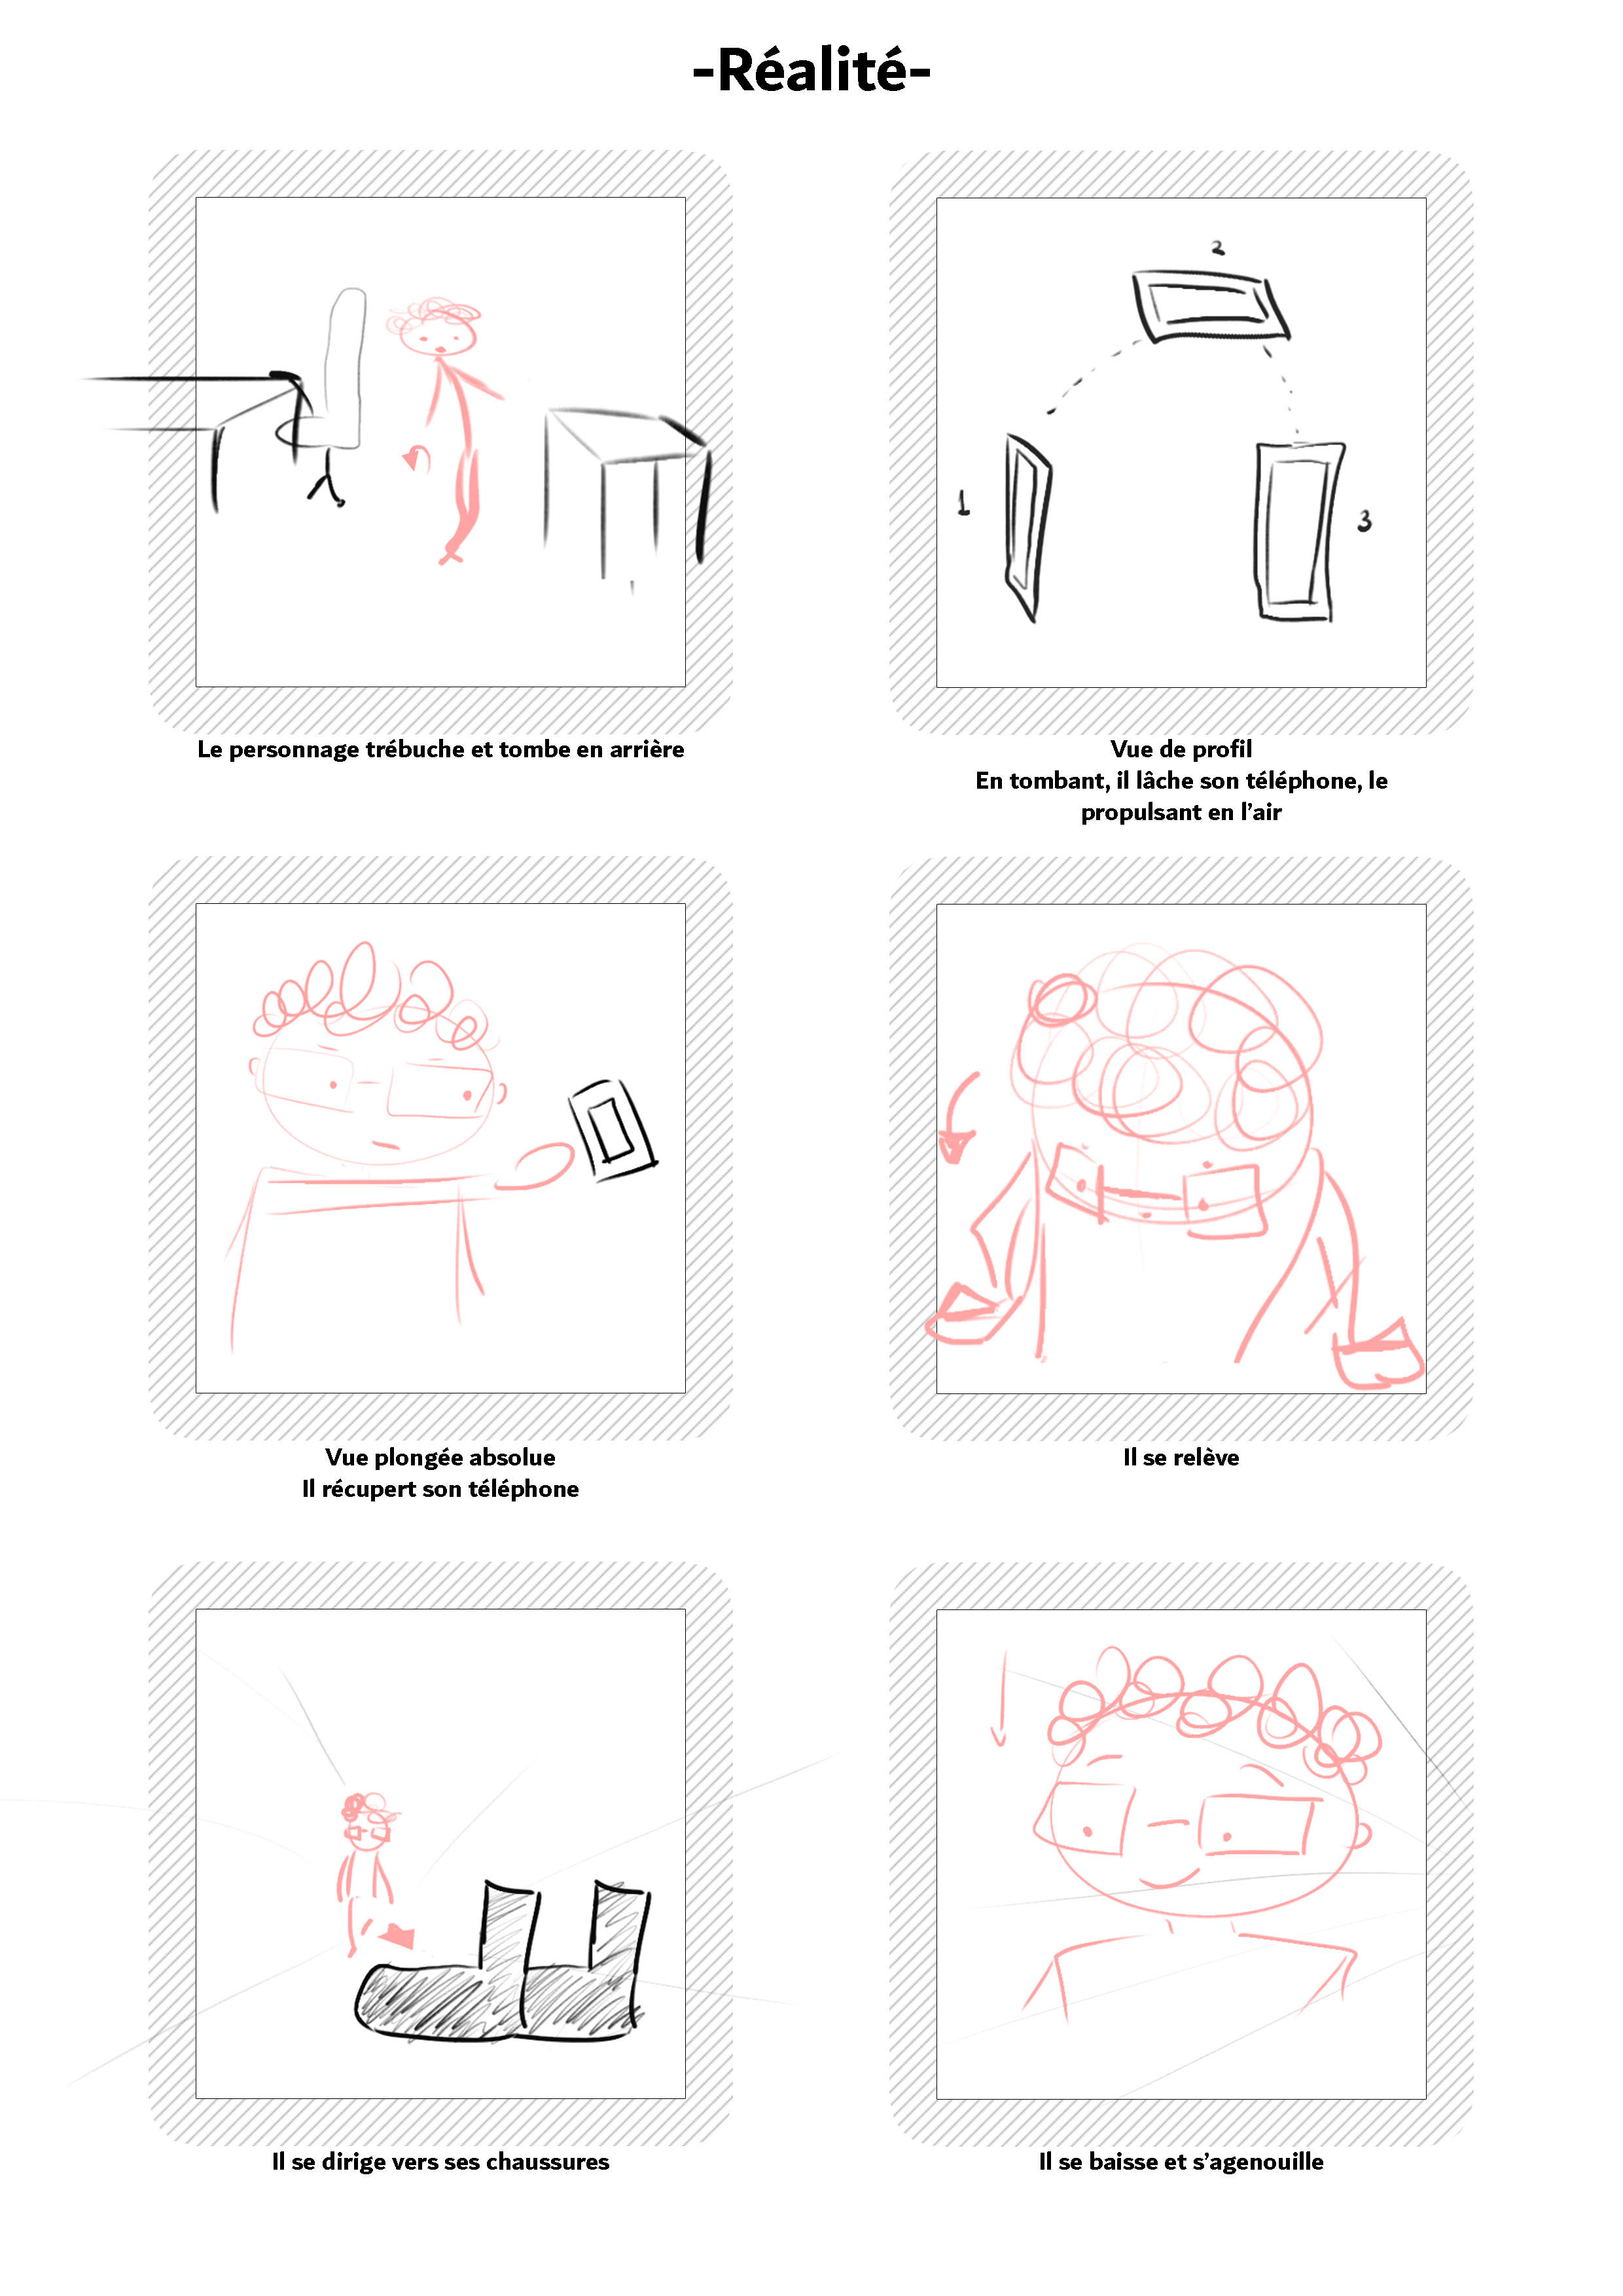 -Réalité-
2
1
3
Le personnage trébuche et tombe en arrière
Vue de profil
En tombant, il lâche son téléphone, le
propulsant en l’air
Vue plongée absolue
Il récupert son téléphone
Il se relève
Il se dirige vers ses chaussures
Il se baisse et s’agenouille